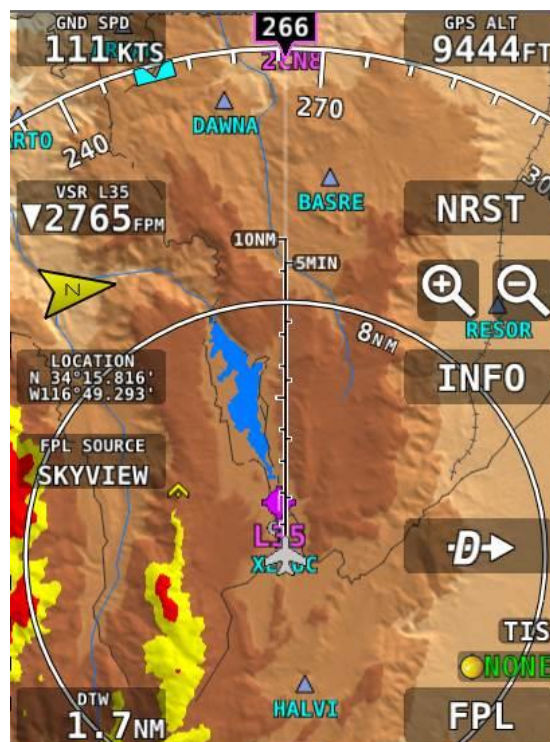 GND SPD
111KTS
266
GPS ALT
9444FT
2CN8
270
DAWNA
RTO
240
30
VSR L35
▼2765FPM
BASRE
NRST
10NM
5MIN
N
RESOR
8NM
LOCATION
N 34°15.816'
W116°49.293'
INFO
FPL SOURCE
SKYVIEW
L35
D
TIS
NONE
HALVI
DTW
1.7NM
FPL